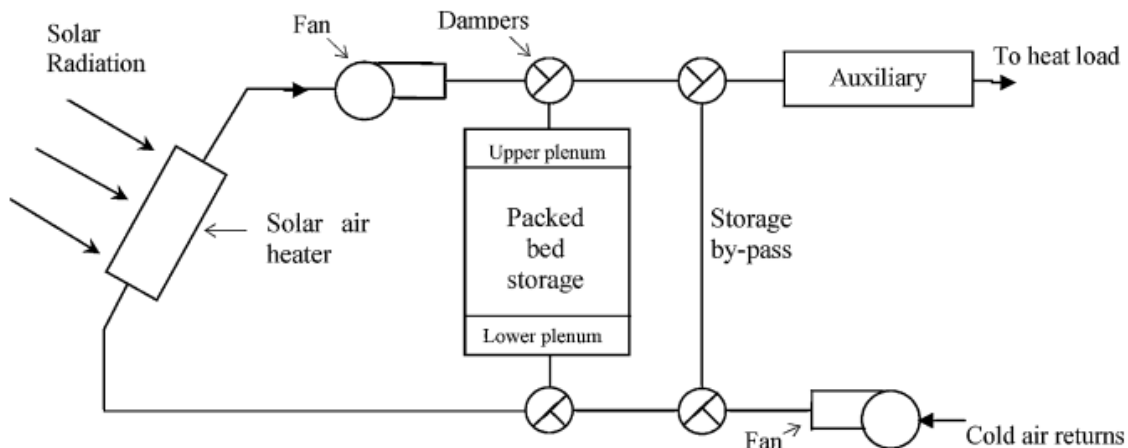 Solar
Radiation
Fan
Dampers
To heat load
Auxiliary
Upper plenum
Solar air
heater
Packed
bed
storage
Storage
by-pass
Lower plenum
Fan
Cold air returns